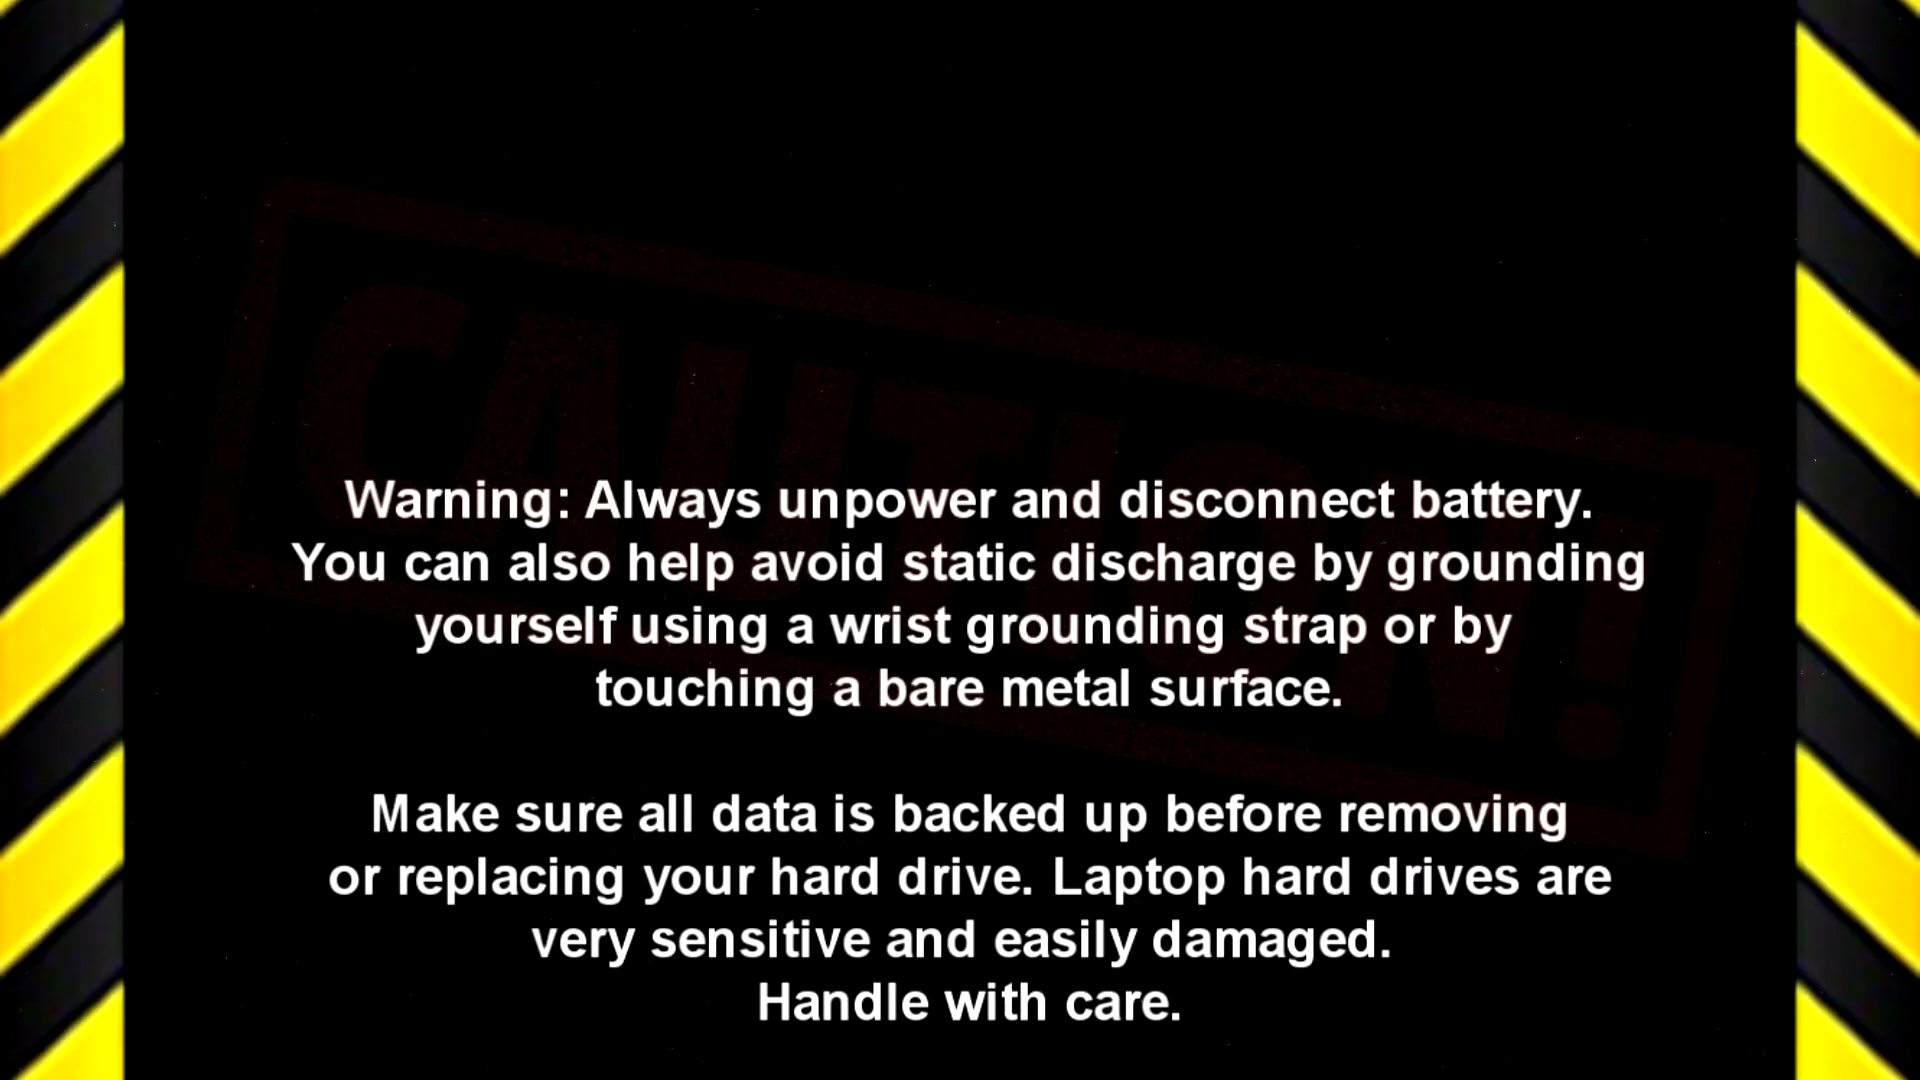 CAUTION!
Warning: Always unpower and disconnect battery.
You can also help avoid static discharge by grounding
yourself using a wrist grounding strap or by
touching a bare metal surface.
Make sure all data is backed up before removing
or replacing your hard drive. Laptop hard drives are
very sensitive and easily damaged.
Handle with care.